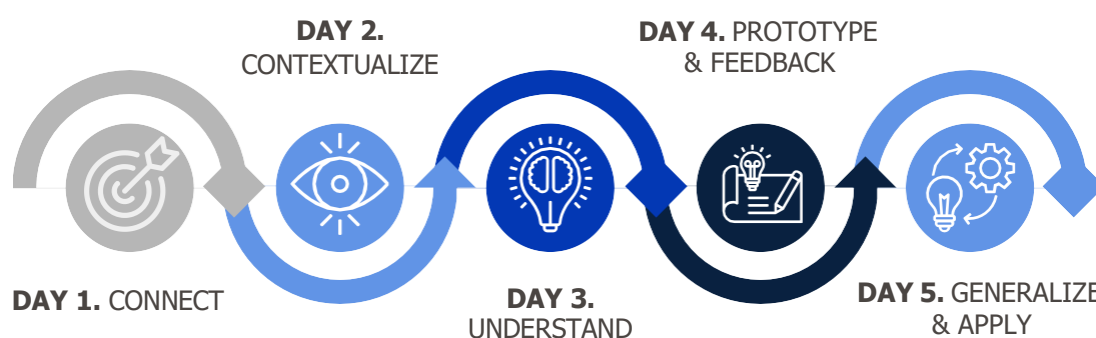 DAY 1. CONNECT
DAY 2.
CONTEXTUALIZE
DAY 3.
UNDERSTAND
DAY 4. PROTOTYPE
& FEEDBACK
DAY 5. GENERALIZE
& APPLY